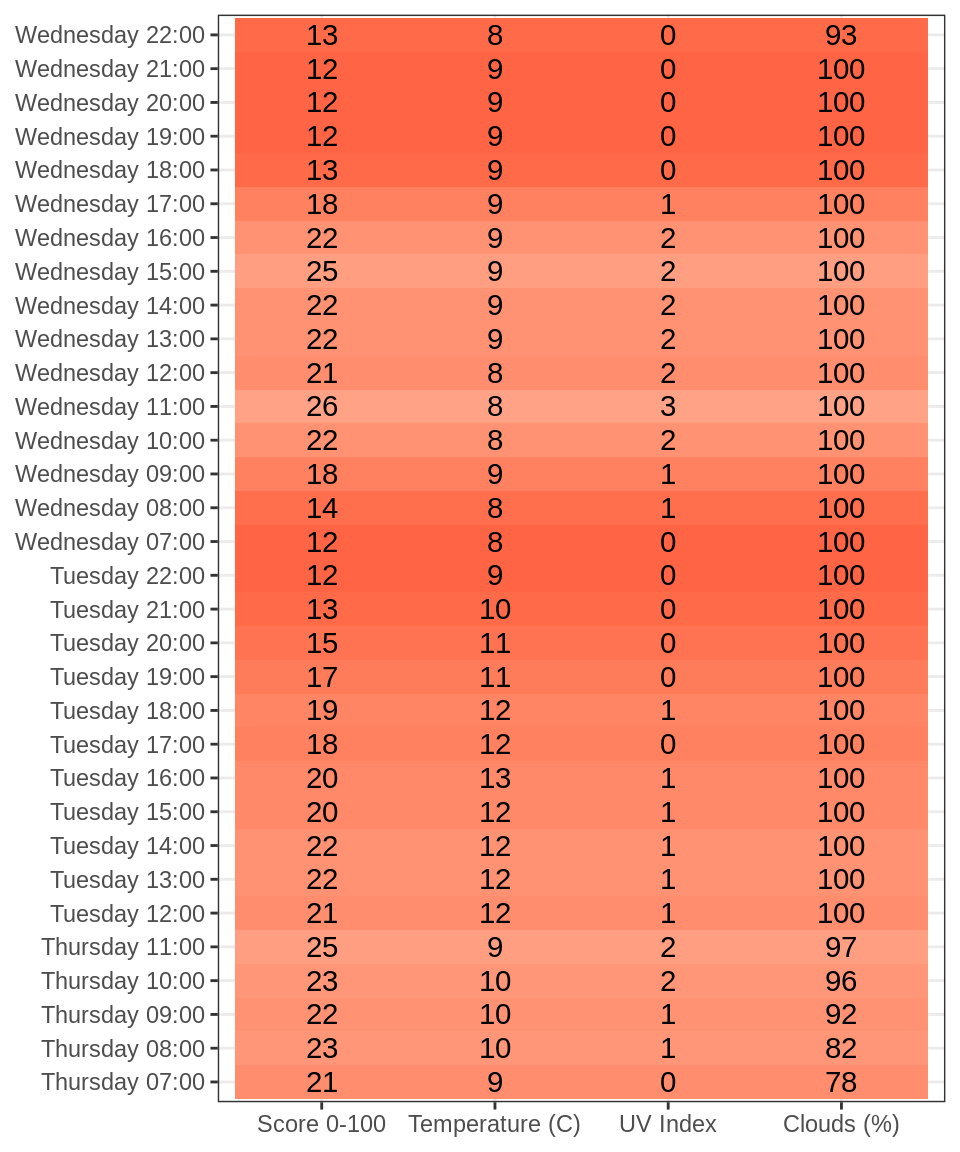 Wednesday 22:00 13 8 0 93
Wednesday 21:00 12 9 0 100
Wednesday 20:00 12 9 0 100
Wednesday 19:00 12 9 0 100
Wednesday 18:00 13 9 0 100
Wednesday 17:00 18 9 1 100
Wednesday 16:00 22 9 2 100
Wednesday 15:00 25 9 2 100
Wednesday 14:00 22 9 2 100
Wednesday 13:00 22 9 2 100
Wednesday 12:00 21 8 2 100
Wednesday 11:00 26 8 3 100
Wednesday 10:00 22 8 2 100
Wednesday 09:00 18 9 1 100
Wednesday 08:00 14 8 1 100
Wednesday 07:00 12 8 0 100
Tuesday 22:00 12 9 0 100
Tuesday 21:00 13 10 0 100
Tuesday 20:00 15 11 0 100
Tuesday 19:00 17 11 0 100
Tuesday 18:00 19 12 1 100
Tuesday 17:00 18 12 0 100
Tuesday 16:00 20 13 1 100
Tuesday 15:00 20 12 1 100
Tuesday 14:00 22 12 1 100
Tuesday 13:00 22 12 1 100
Tuesday 12:00 21 12 1 100
Thursday 11:00 25 9 2 97
Thursday 10:00 23 10 2 96
Thursday 09:00 22 10 1 92
Thursday 08:00 23 10 1 82
Thursday 07:00 21 9 0 78
Score 0-100 Temperature (C) UV Index Clouds (%)